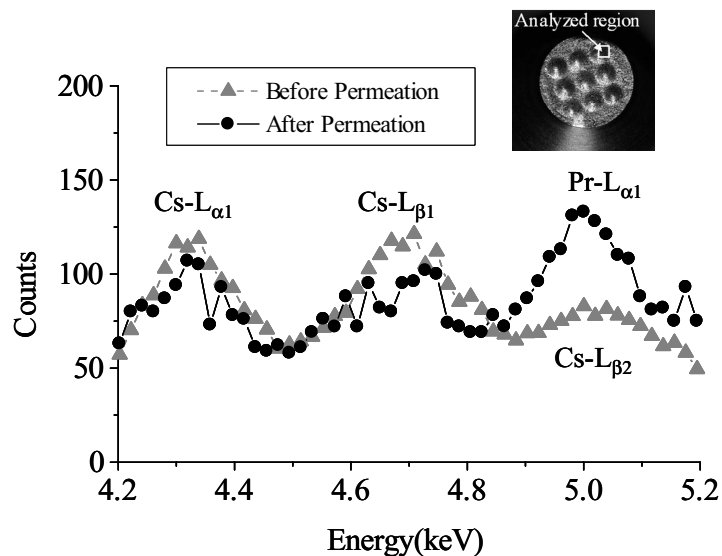 Analyzed region
Before Permeation
After Permeation
200
150
100
50
0
Counts
Cs-Lα1
Cs-Lβ1
Pr-Lα1
Cs-Lβ2
4.2 4.4 4.6 4.8 5.0 5.2
Energy(keV)